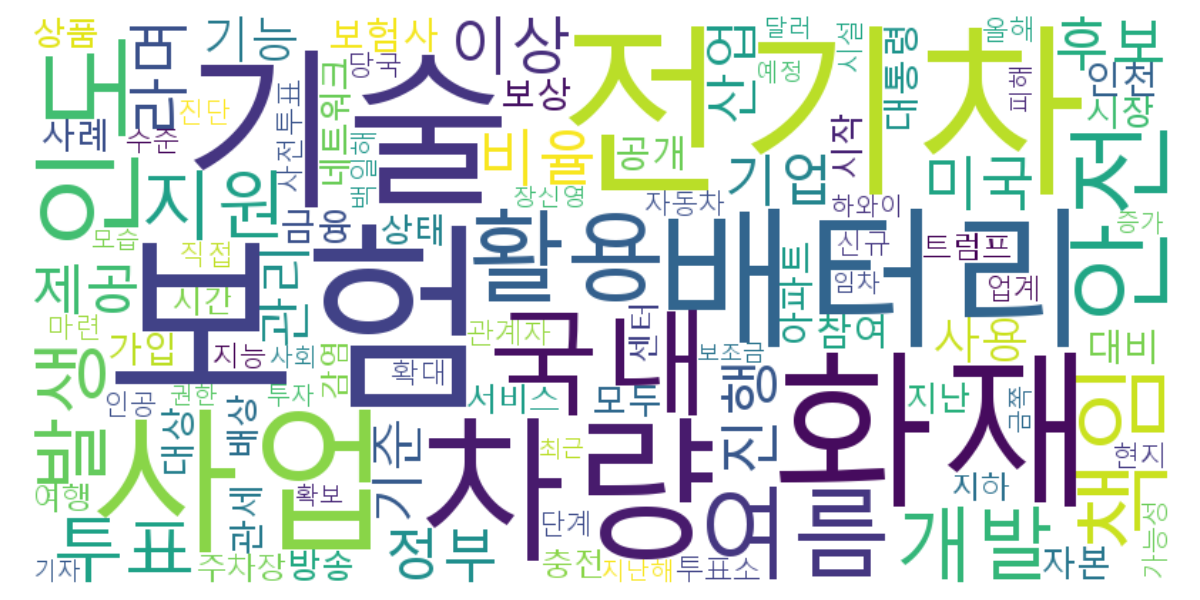 상품
라며
기능
보험사
이상
전기차
달러
시설
올해
후보
도
기술
당국
네트워크
보상
산업
예정
대통령
피해
인천
시장
사례
수준
진단
사전투표
백일해
비율
공개
기업
시작
미국
안전
인
지원
장신영
자동차
하와이
증가
모습
직접
금융
상태
활용
배터리
신규
트럼프
제공
시간
보험
관리
아파트
임차
업계
마련
가입
지능
사회
감염
확대
관계자
국내
센터
보조금
참여
사용
대비
발생
인공
권한
투자
서비스
모두
진행
화재
지난
금쪽
책임
대상
배상
사업
기준
차량
최근
현지
여행
확보
관세
단계
요
름
지하
개발
가능성
투표
기자
주차장
방송
정부
충전
지난해
투표소
자본